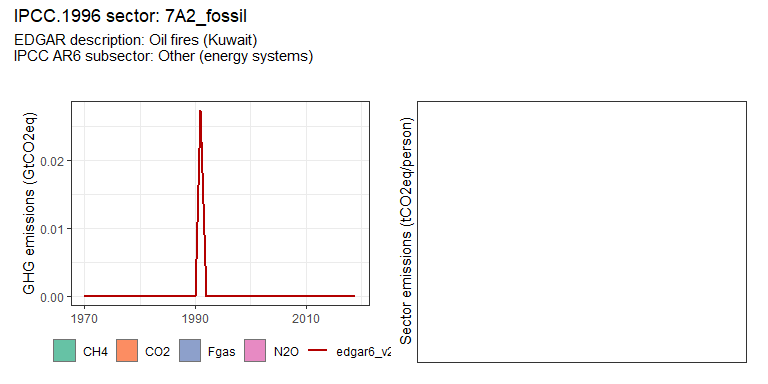 IPCC.1996 sector: 7A2_fossil
EDGAR description: Oil fires (Kuwait)
IPCC AR6 subsector: Other (energy systems)
GHG emissions (GtCO2eq)
0.02
0.01
0.00
1970 1990 2010
CH4 CO2 Fgas N2O edgar6_v2
Sector emissions (tCO2eq/person)